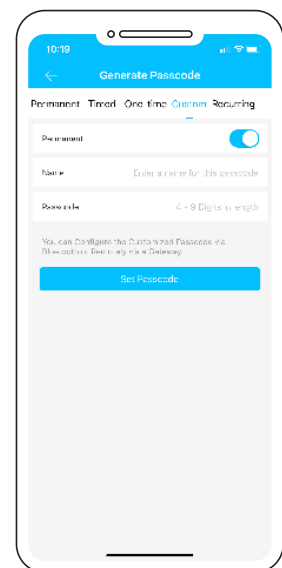 10:19
Generate Passcode
Permanent Timed One-time Custom Recurring
Permanent
Name Enter a name for this passcode
Passcode 4 - 9 Digits in length
You can Configure the Customized Passcode via
Bluetooth or Remotely via a Gateway
Set Passcode